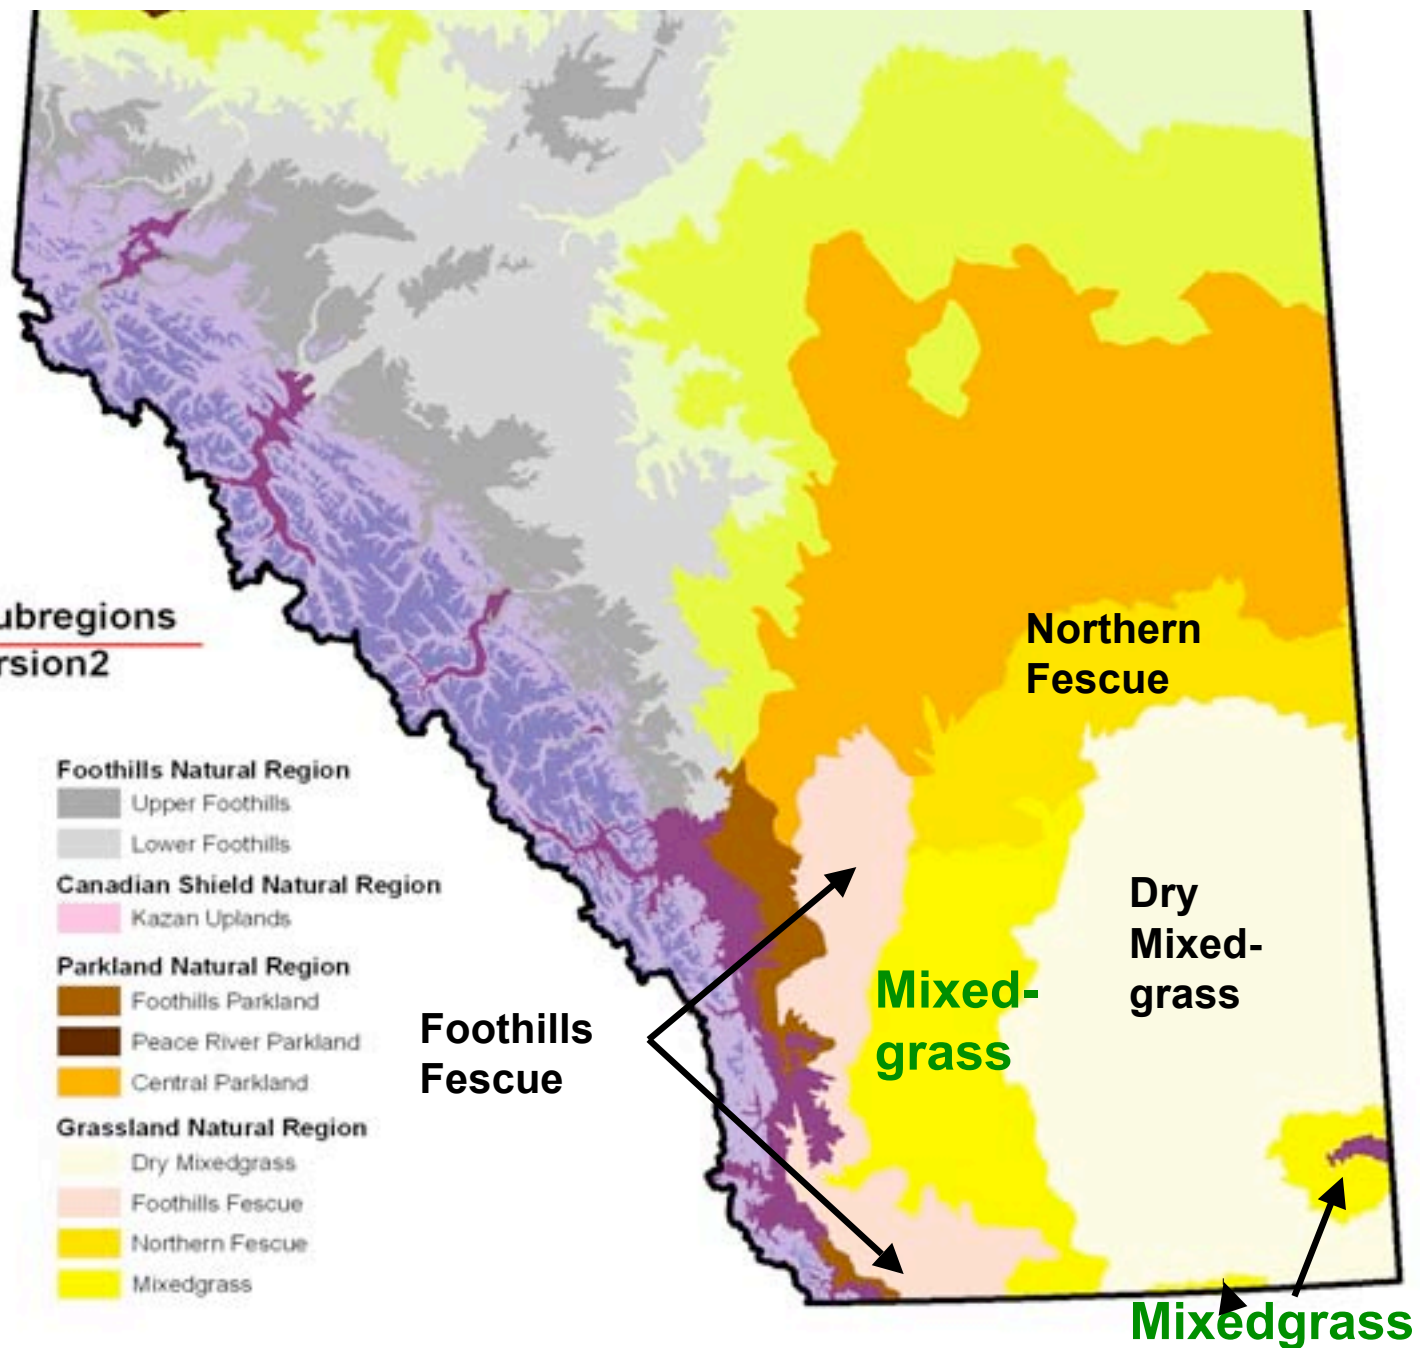 ubregions
rsion2
Foothills Natural Region
Upper Foothills
Lower Foothills
Canadian Shield Natural Region
Kazan Uplands
Parkland Natural Region
Foothills Parkland
Peace River Parkland
Central Parkland
Grassland Natural Region
Dry Mixedgrass
Foothills Fescue
Northern Fescue
Mixedgrass
Northern
Fescue
Dry
Mixed-
grass
Mixed-
grass
Foothills
Fescue
Mixedgrass